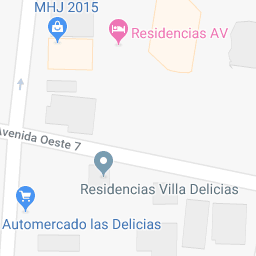 MHJ 2015
Residencias AV
Avenida Oeste 7
Residencias Villa Delicias
Automercado las Delicias